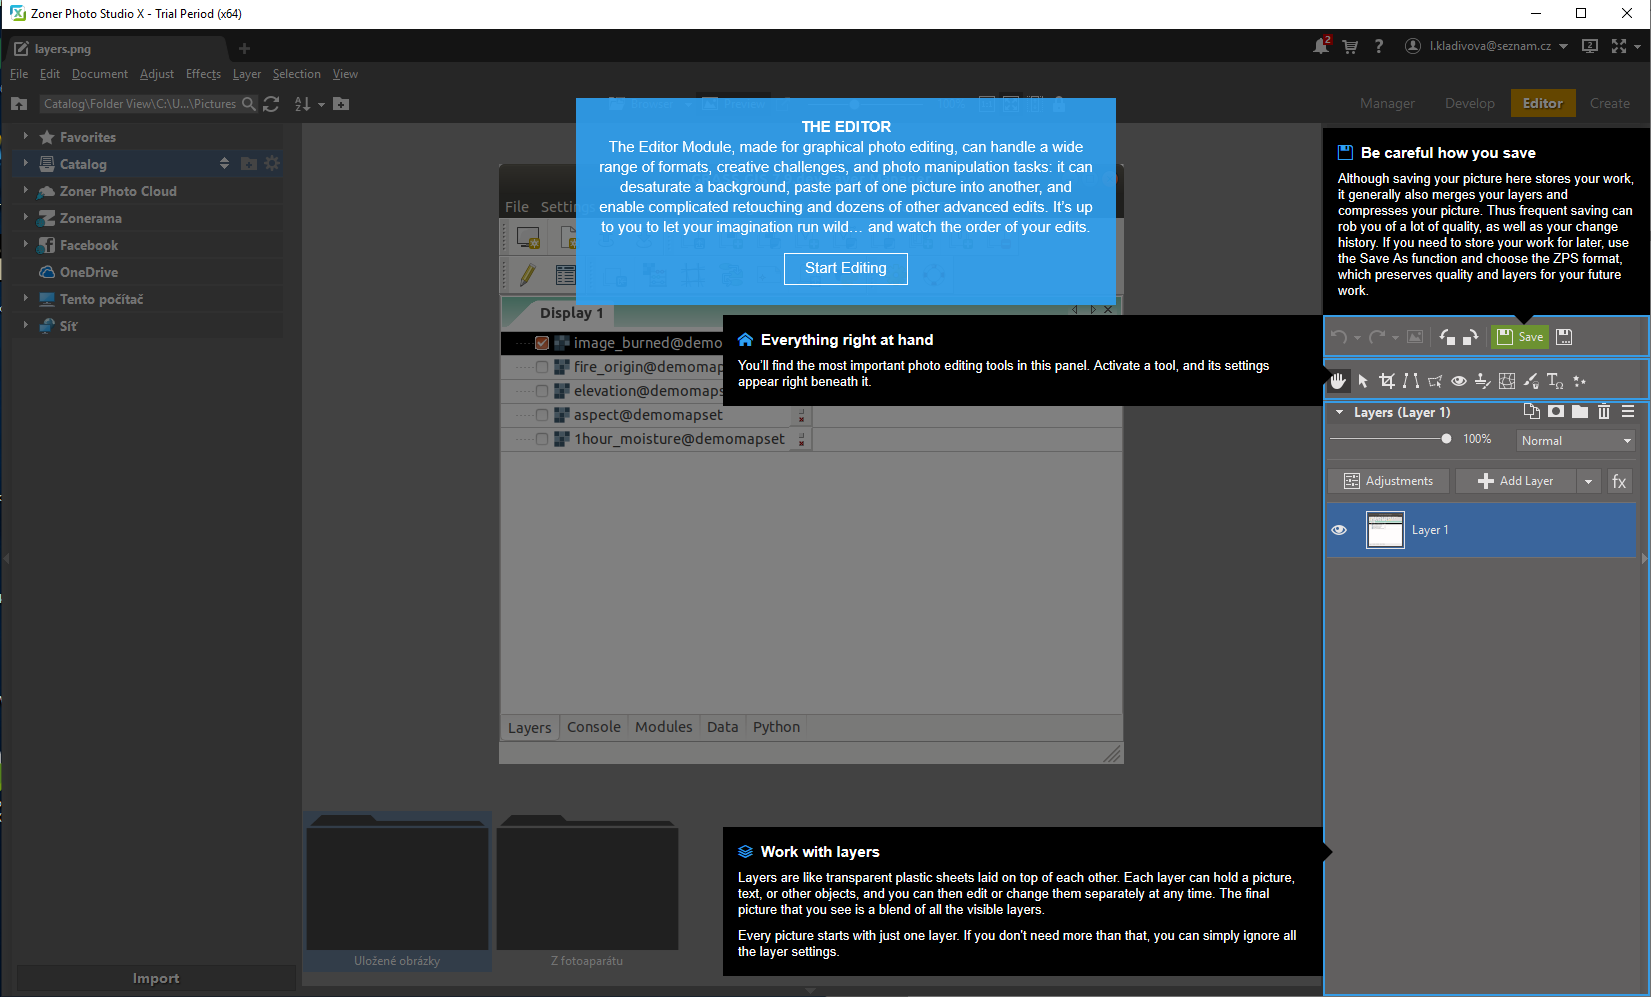 Zoner Photo Studio X - Trial Period (x64)
layers.png
2
l.kladivova@seznam.cz
2
File Edit Document Adjust Effects Layer Selection View
Catalog\Folder View\C:\U...\Pictures
Manager Develop Editor Create
Favorites
Catalog
Zoner Photo Cloud
Zonerama
Facebook
OneDrive
Tento počítač
Síť
Import
THE EDITOR
The Editor Module, made for graphical photo editing, can handle a wide
range of formats, creative challenges, and photo manipulation tasks: it can
desaturate a background, paste part of one picture into another, and
enable complicated retouching and dozens of other advanced edits. It's up
to you to let your imagination run wild… and watch the order of your edits.
Start Editing
File
Display 1
image_burned@demo
fire_origin@demomap
elevation@demomap
aspect@demomapset
1hour_moisture@demomapset
Layers Console Modules Data Python
Everything right at hand
You'll find the most important photo editing tools in this panel. Activate a tool, and its settings
appear right beneath it.
Uložené obrázky
Z fotoaparátu
Work with layers
Layers are like transparent plastic sheets laid on top of each other. Each layer can hold a picture,
text, or other objects, and you can then edit or change them separately at any time. The final
picture that you see is a blend of all the visible layers.
Every picture starts with just one layer. If you don't need more than that, you can simply ignore all
the layer settings.
Be careful how you save
Although saving your picture here stores your work,
it generally also merges your layers and
compresses your picture. Thus frequent saving can
rob you of a lot of quality, as well as your change
history. If you need to store your work for later, use
the Save As function and choose the ZPS format,
which preserves quality and layers for your future
work.
Save
Layers (Layer 1)
100%
Normal
Adjustments
Add Layer
fx
Layer 1